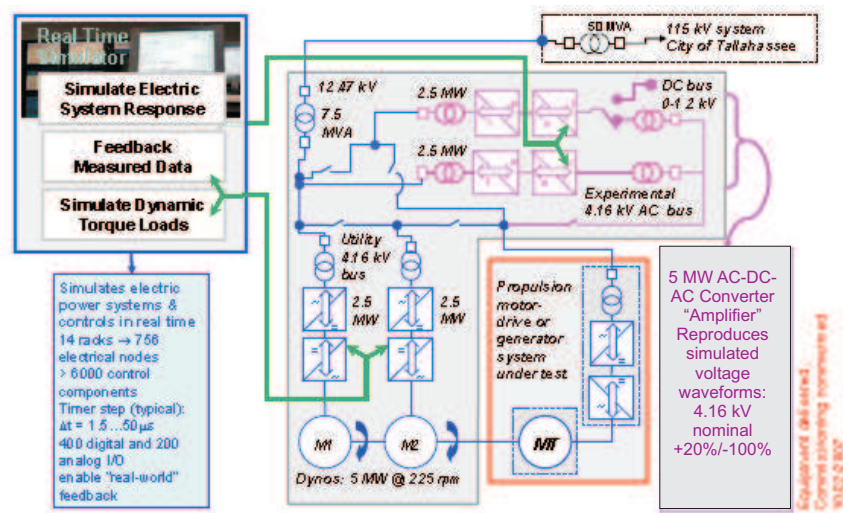 Real Time
Simulator
Simulate Electric
System Response
Feedback
Measured Data
Simulate Dynamic
Torque Loads
Simulates electric
power systems &
controls in real time
14 racks → 756
electrical nodes
> 6000 control
components
Timer step (typical):
Δt = 1.5...50µs
400 digital and 200
analog I/O
enable "real-world"
feedback
50 MVA
115 kV system
City of Tallahassee
12.47 kV
7.5
MVA
2.5 MW
2.5 MW
DC bus
0-1.2 kV
Experimental
4.16 kV AC bus
Utility
4.16 kV
bus
2.5
MW
2.5
MW
Propulsion
motor-
drive or
generator
system
under test
M1
M2
Dynos: 5 MW @ 225 rpm
5 MW AC-DC-
AC Converter
“Amplifier”
Reproduces
simulated
voltage
waveforms:
4.16 kV
nominal
+20%/-100%
Equipment delivered